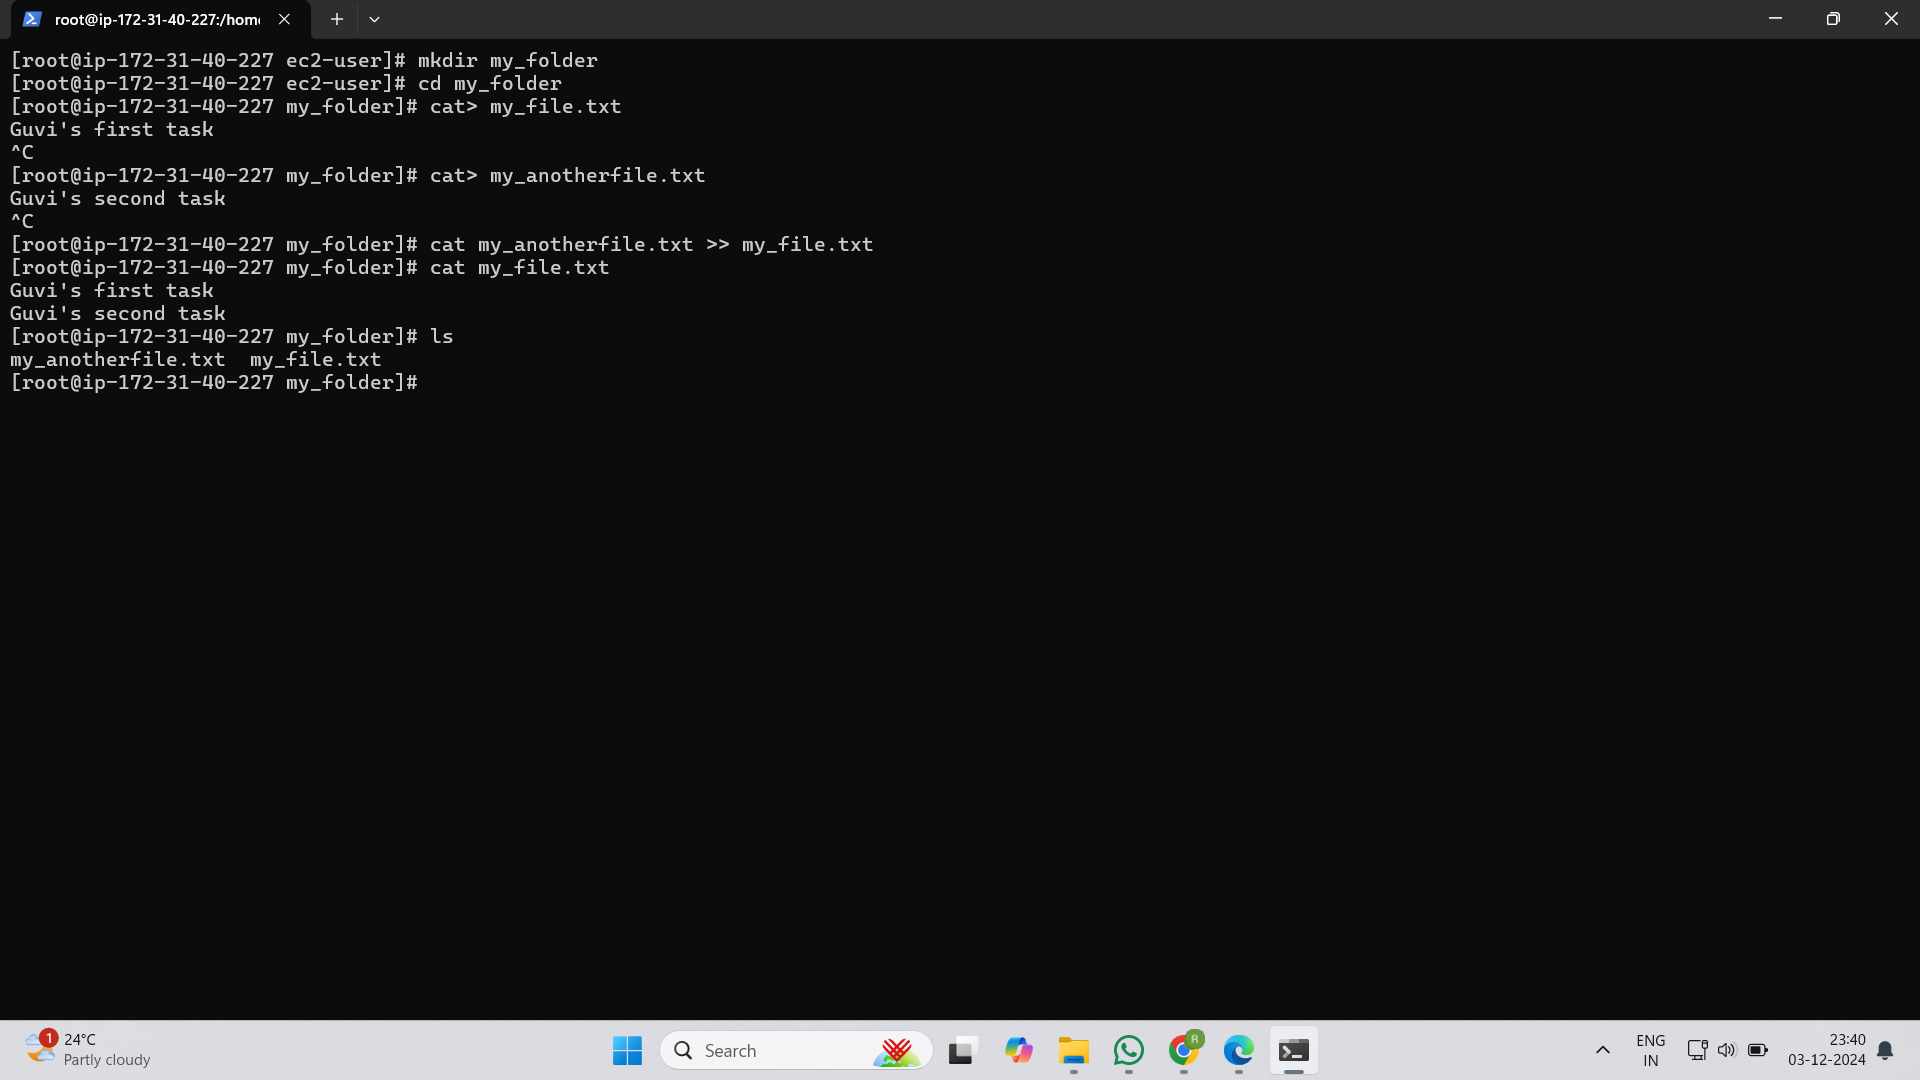 root@ip-172-31-40-227:/hom
[root@ip-172-31-40-227 ec2-user]# mkdir my_folder
[root@ip-172-31-40-227 ec2-user]# cd my_folder
[root@ip-172-31-40-227 my_folder]# cat> my_file.txt
Guvi's first task
^C
[root@ip-172-31-40-227 my_folder]# cat> my_anotherfile.txt
Guvi's second task
^C
[root@ip-172-31-40-227 my_folder]# cat my_anotherfile.txt >> my_file.txt
[root@ip-172-31-40-227 my_folder]# cat my_file.txt
Guvi's first task
Guvi's second task
[root@ip-172-31-40-227 my_folder]# ls
my_anotherfile.txt  my_file.txt
[root@ip-172-31-40-227 my_folder]#
1
24°C
Partly cloudy
Search
R
ENG
IN
23:40
03-12-2024